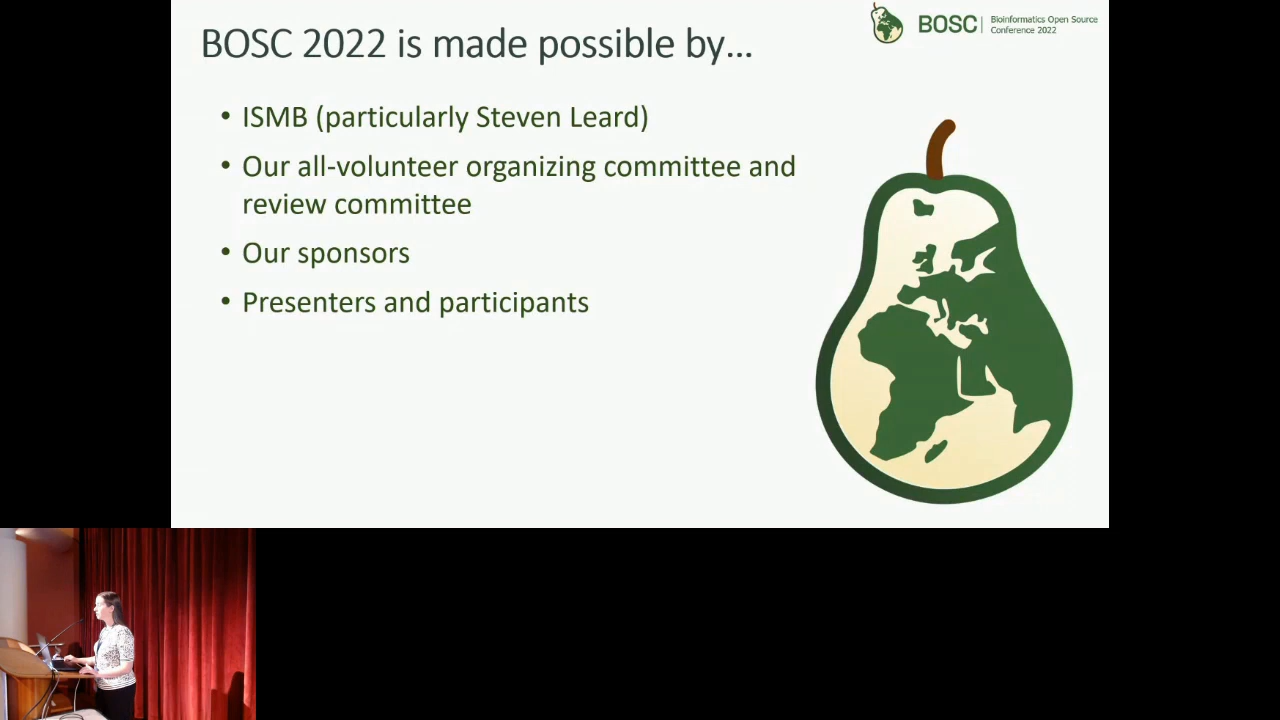 BOSC 2022 is made possible by…
BOSC
Bioinformatics Open Source
Conference 2022
• ISMB (particularly Steven Leard)
• Our all-volunteer organizing committee and
review committee
• Our sponsors
• Presenters and participants